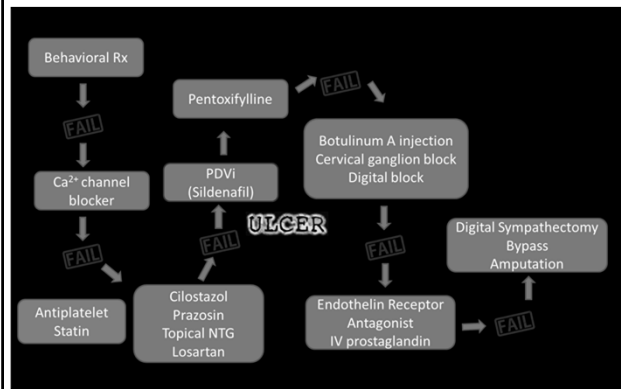 Behavioral Rx
FAIL
Ca²⁺ channel
blocker
FAIL
Antiplatelet
Statin
Cilostazol
Prazosin
Topical NTG
Losartan
FAIL
ULCER
PDVi
(Sildenafil)
Pentoxifylline
FAIL
Botulinum A injection
Cervical ganglion block
Digital block
FAIL
Endothelin Receptor
Antagonist
IV prostaglandin
FAIL
Digital Sympathectomy
Bypass
Amputation